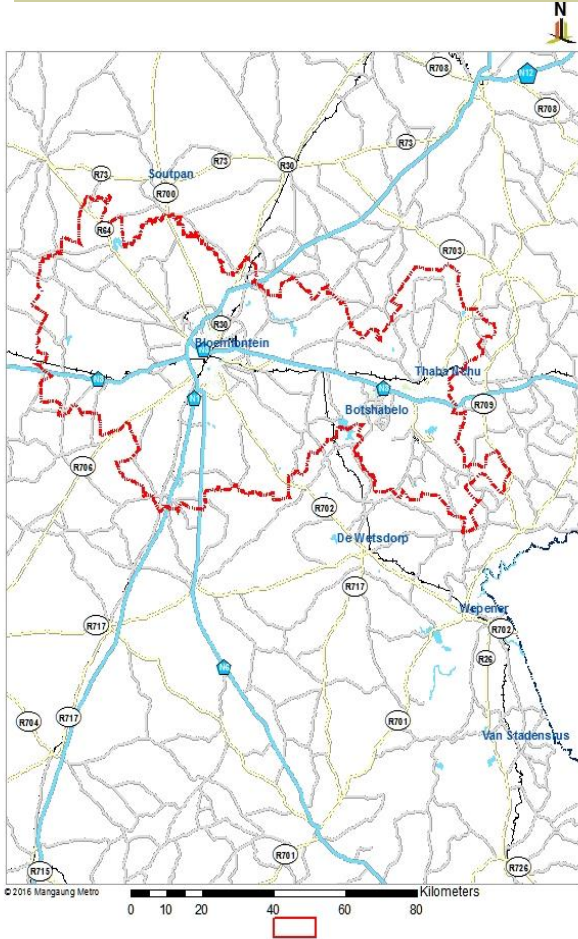 N
R708
N12
R708
R73
R30
R73
R73
Soutpan
R700
R64
R703
R30
Bloemfontein
Thaba Nchu
N8
Botshabelo
R709
R706
R702
De Wetsdorp
R717
Wepener
R717
R702
R26
N6
R704
R717
R701
Van Stadensrus
R701
R715
R726
© 2016 Mangaung Metro
Kilometers
0 10 20 40 60 80